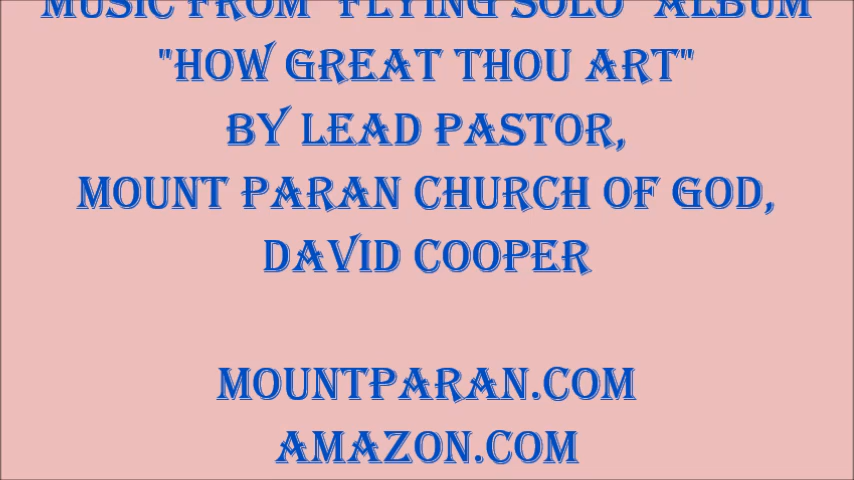 MUSIC FROM "FLYING SOLO" ALBUM
"HOW GREAT THOU ART"
BY LEAD PASTOR,
MOUNT PARAN CHURCH OF GOD,
DAVID COOPER
MOUNTPARAN.COM
AMAZON.COM